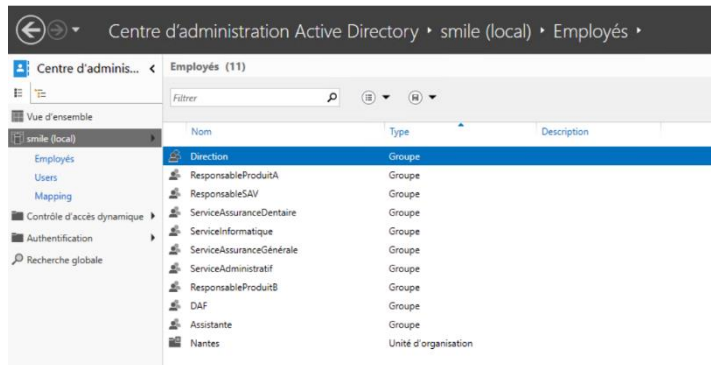 Centre d'administration Active Directory • smile (local) • Employés •
Centre d'adminis...
Vue d'ensemble
smile (local)
Employés
Users
Mapping
Contrôle d'accès dynamique
Authentification
Recherche globale
Employés (11)
Filtrer
Nom Type Description
Direction Groupe
ResponsableProduitA Groupe
ResponsableSAV Groupe
ServiceAssuranceDentaire Groupe
ServiceInformatique Groupe
ServiceAssuranceGénérale Groupe
ServiceAdministratif Groupe
ResponsableProduitB Groupe
DAF Groupe
Assistante Groupe
Nantes Unité d'organisation